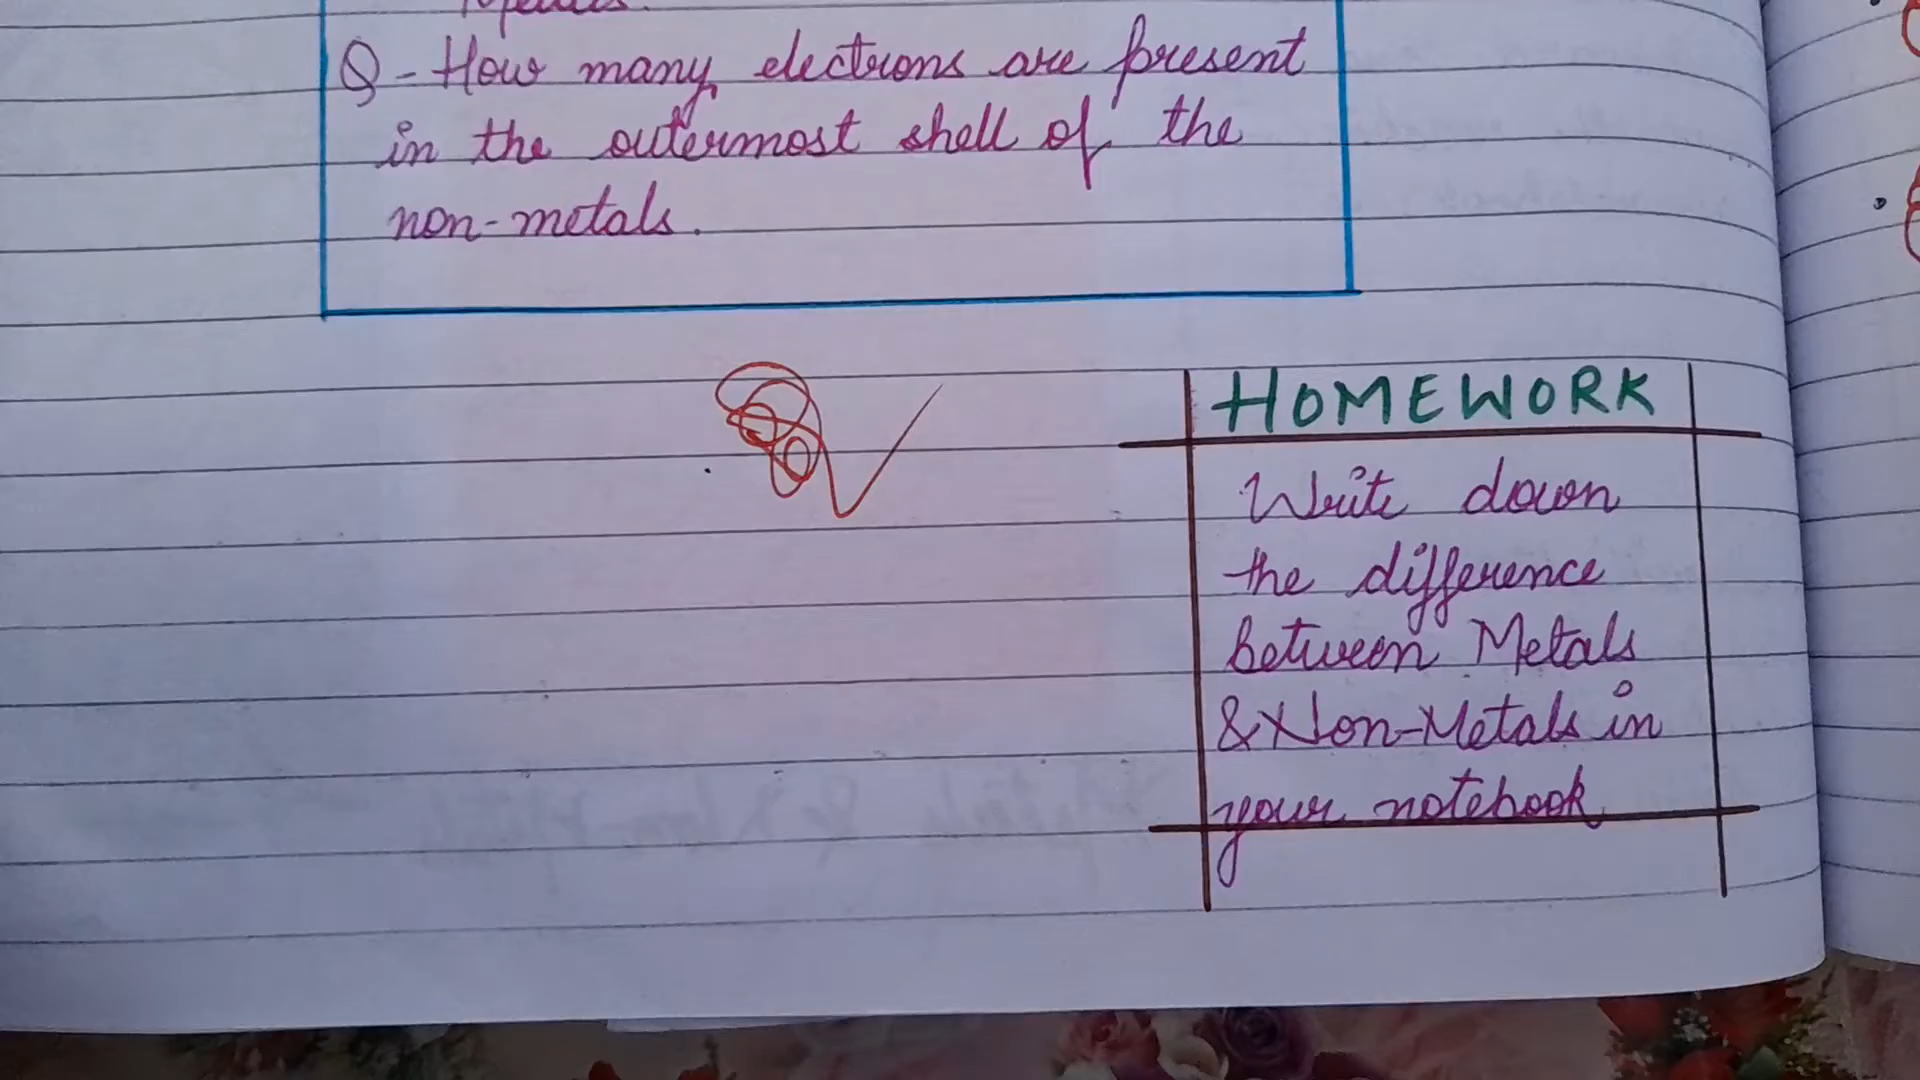 Q - How many electrons are present
in the outermost shell of the
non-metals.
HOMEWORK
Write down
the difference
between Metals
& Non-Metals in
your notebook